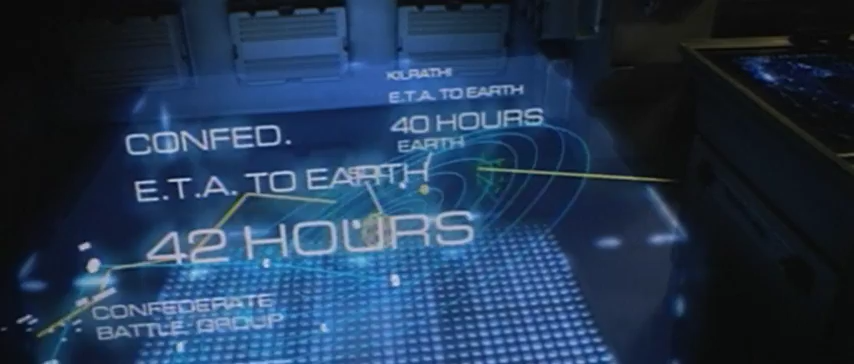 KILRATHI
E.T.A. TO EARTH
40 HOURS
EARTH
CONFED.
E.T.A. TO EARTH
42 HOURS
CONFEDERATE
BATTLE GROUP